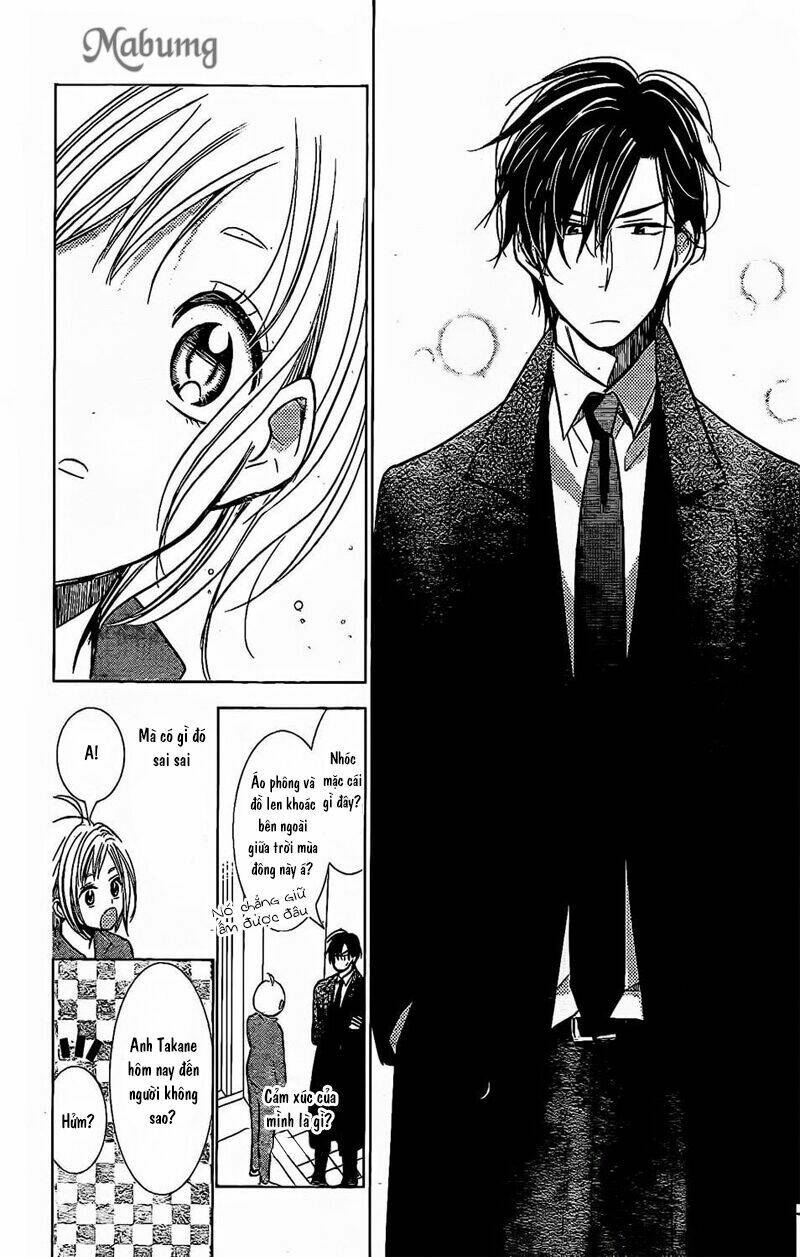 Mabumg
Nhóc
mặc cái
gì đây?
Áo phông và
đồ len khoác
bên ngoài
giữa trời mùa
đông này á?
Nó chẳng giữ
ấm được đâu
Cảm xúc của
mình là gì?
Mà có gì đó
sai sai
A!
Anh Takane
hôm nay đến
người không
sao?
Hửm?